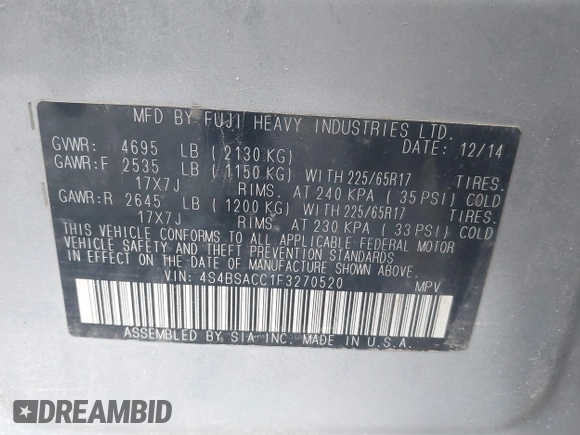 MFD BY FUJI HEAVY INDUSTRIES LTD.
GVWR: 4695 LB (2130 KG) DATE: 12/14
GAWR:F 2535 LB (1150 KG) WITH 225/65R17 TIRES.
17X7J RIMS. AT 240 KPA ( 35 PSI) COLD
GAWR:R 2645 LB (1200 KG) WITH 225/65R17 TIRES.
17X7J RIMS. AT 230 KPA ( 33 PSI) COLD
THIS VEHICLE CONFORMS TO ALL APPLICABLE FEDERAL MOTOR
VEHICLE SAFETY AND THEFT PREVENTION STANDARDS
IN EFFECT ON THE DATE OF MANUFACTURE SHOWN ABOVE.
VIN: 4S4BSACC1F3270520 MPV
ASSEMBLED BY SIA INC. MADE IN U.S.A.
DREAMBID